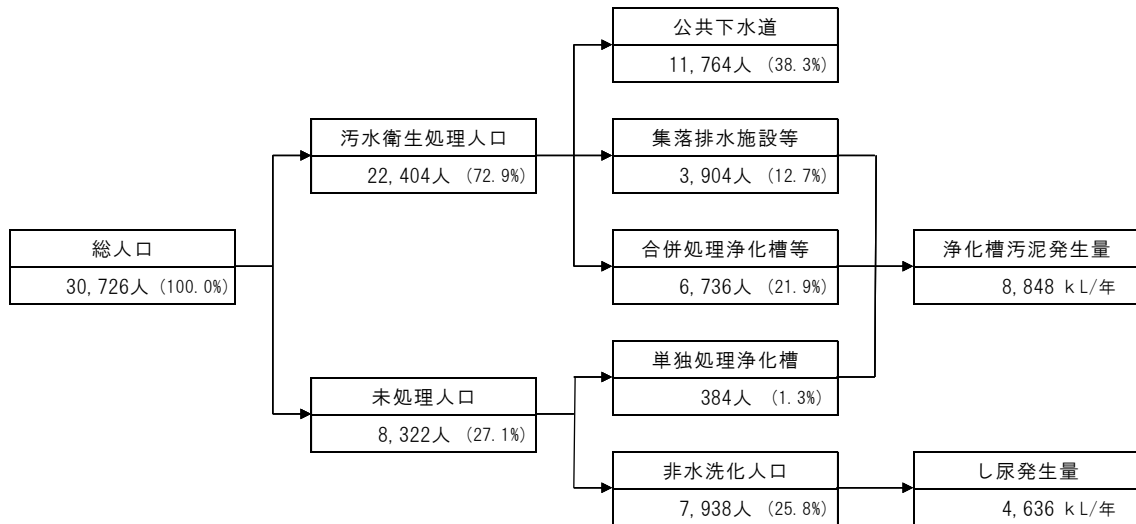 公共下水道
11,764人 (38.3%)
汚水衛生処理人口
22,404人 (72.9%)
集落排水施設等
3,904人 (12.7%)
総人口
30,726人 (100.0%)
合併処理浄化槽等
6,736人 (21.9%)
浄化槽汚泥発生量
8,848 kL/年
未処理人口
8,322人 (27.1%)
単独処理浄化槽
384人 (1.3%)
非水洗化人口
7,938人 (25.8%)
し尿発生量
4,636 kL/年